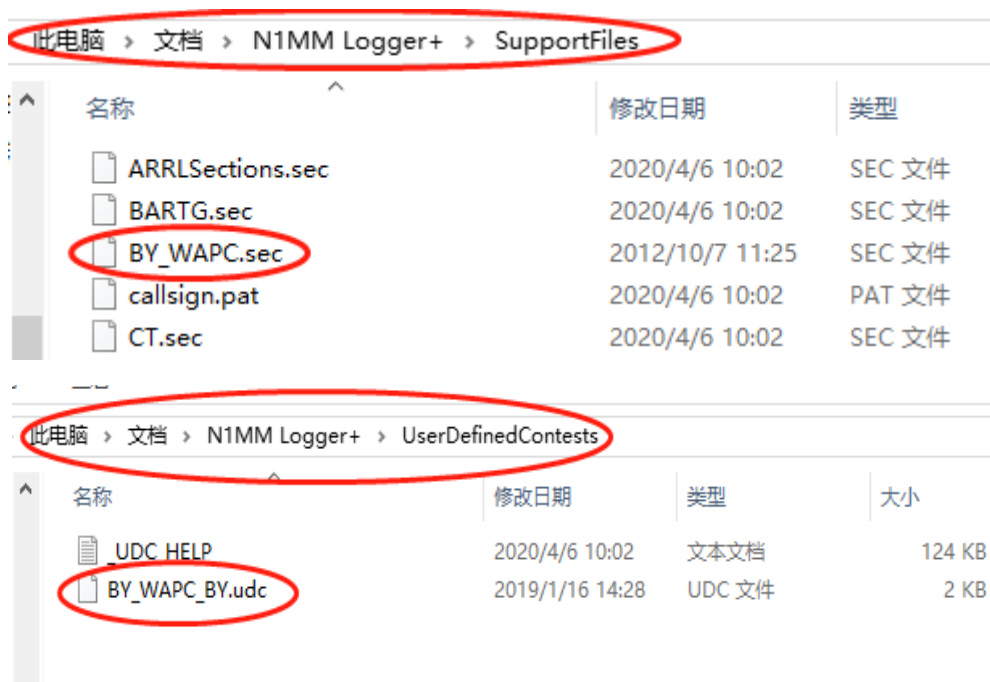 此电脑 > 文档 > N1MM Logger+ > SupportFiles
名称 修改日期 类型
ARRLSections.sec 2020/4/6 10:02 SEC 文件
BARTG.sec 2020/4/6 10:02 SEC 文件
BY_WAPC.sec 2012/10/7 11:25 SEC 文件
callsign.pat 2020/4/6 10:02 PAT 文件
CT.sec 2020/4/6 10:02 SEC 文件
此电脑 > 文档 > N1MM Logger+ > UserDefinedContests
名称 修改日期 类型 大小
_UDC HELP 2020/4/6 10:02 文本文档 124 KB
BY_WAPC_BY.udc 2019/1/16 14:28 UDC 文件 2 KB